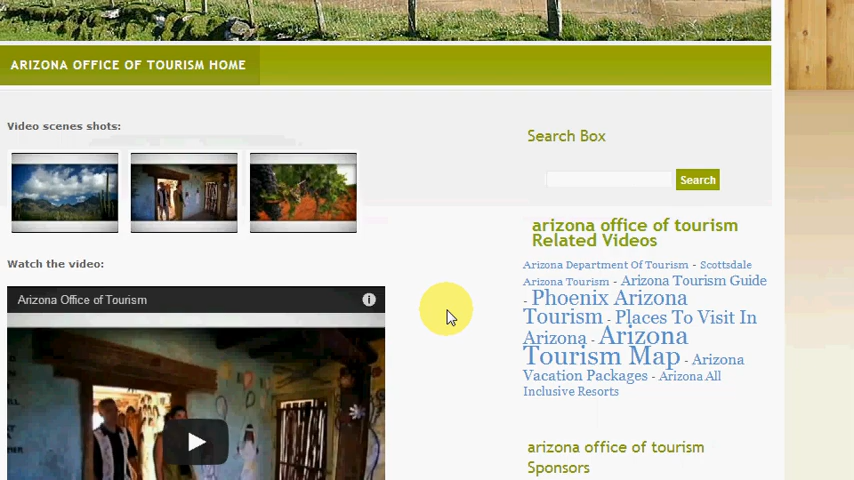 ARIZONA OFFICE OF TOURISM HOME
Video scenes shots:
Watch the video:
Arizona Office of Tourism
Search Box
Search
arizona office of tourism
Related Videos
Arizona Department Of Tourism - Scottsdale
Arizona Tourism - Arizona Tourism Guide
- Phoenix Arizona
Tourism - Places To Visit In
Arizona - Arizona
Tourism Map - Arizona
Vacation Packages - Arizona All
Inclusive Resorts
arizona office of tourism
Sponsors